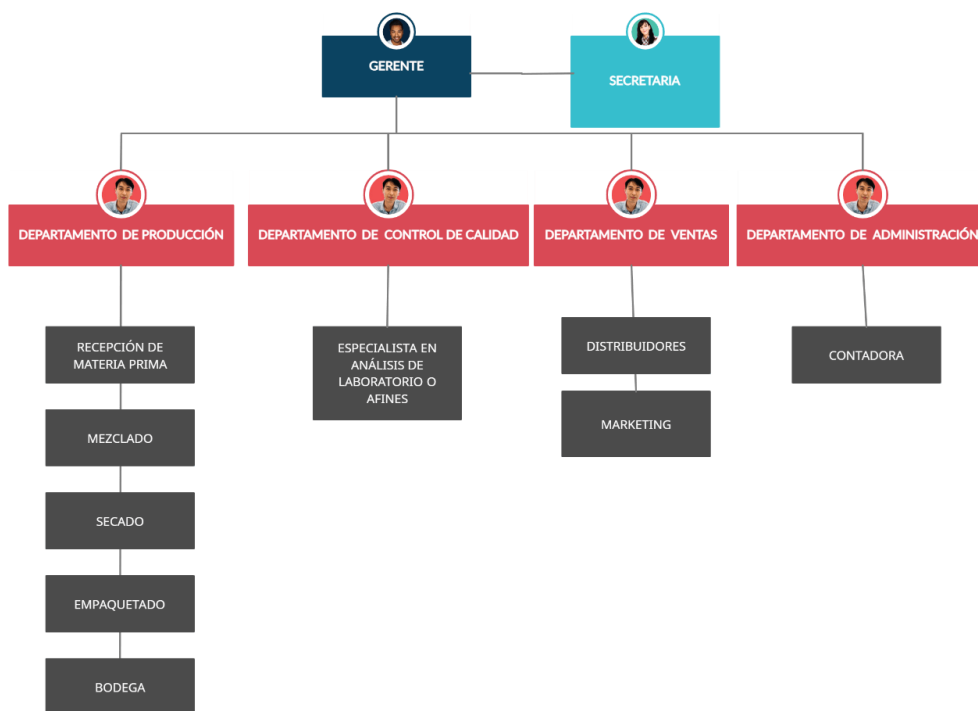 GERENTE
SECRETARIA
DEPARTAMENTO DE PRODUCCIÓN
DEPARTAMENTO DE CONTROL DE CALIDAD
DEPARTAMENTO DE VENTAS
DEPARTAMENTO DE ADMINISTRACIÓN
RECEPCIÓN DE
MATERIA PRIMA
MEZCLADO
SECADO
EMPAQUETADO
BODEGA
ESPECIALISTA EN
ANÁLISIS DE
LABORATORIO O
AFINES
DISTRIBUIDORES
MARKETING
CONTADORA